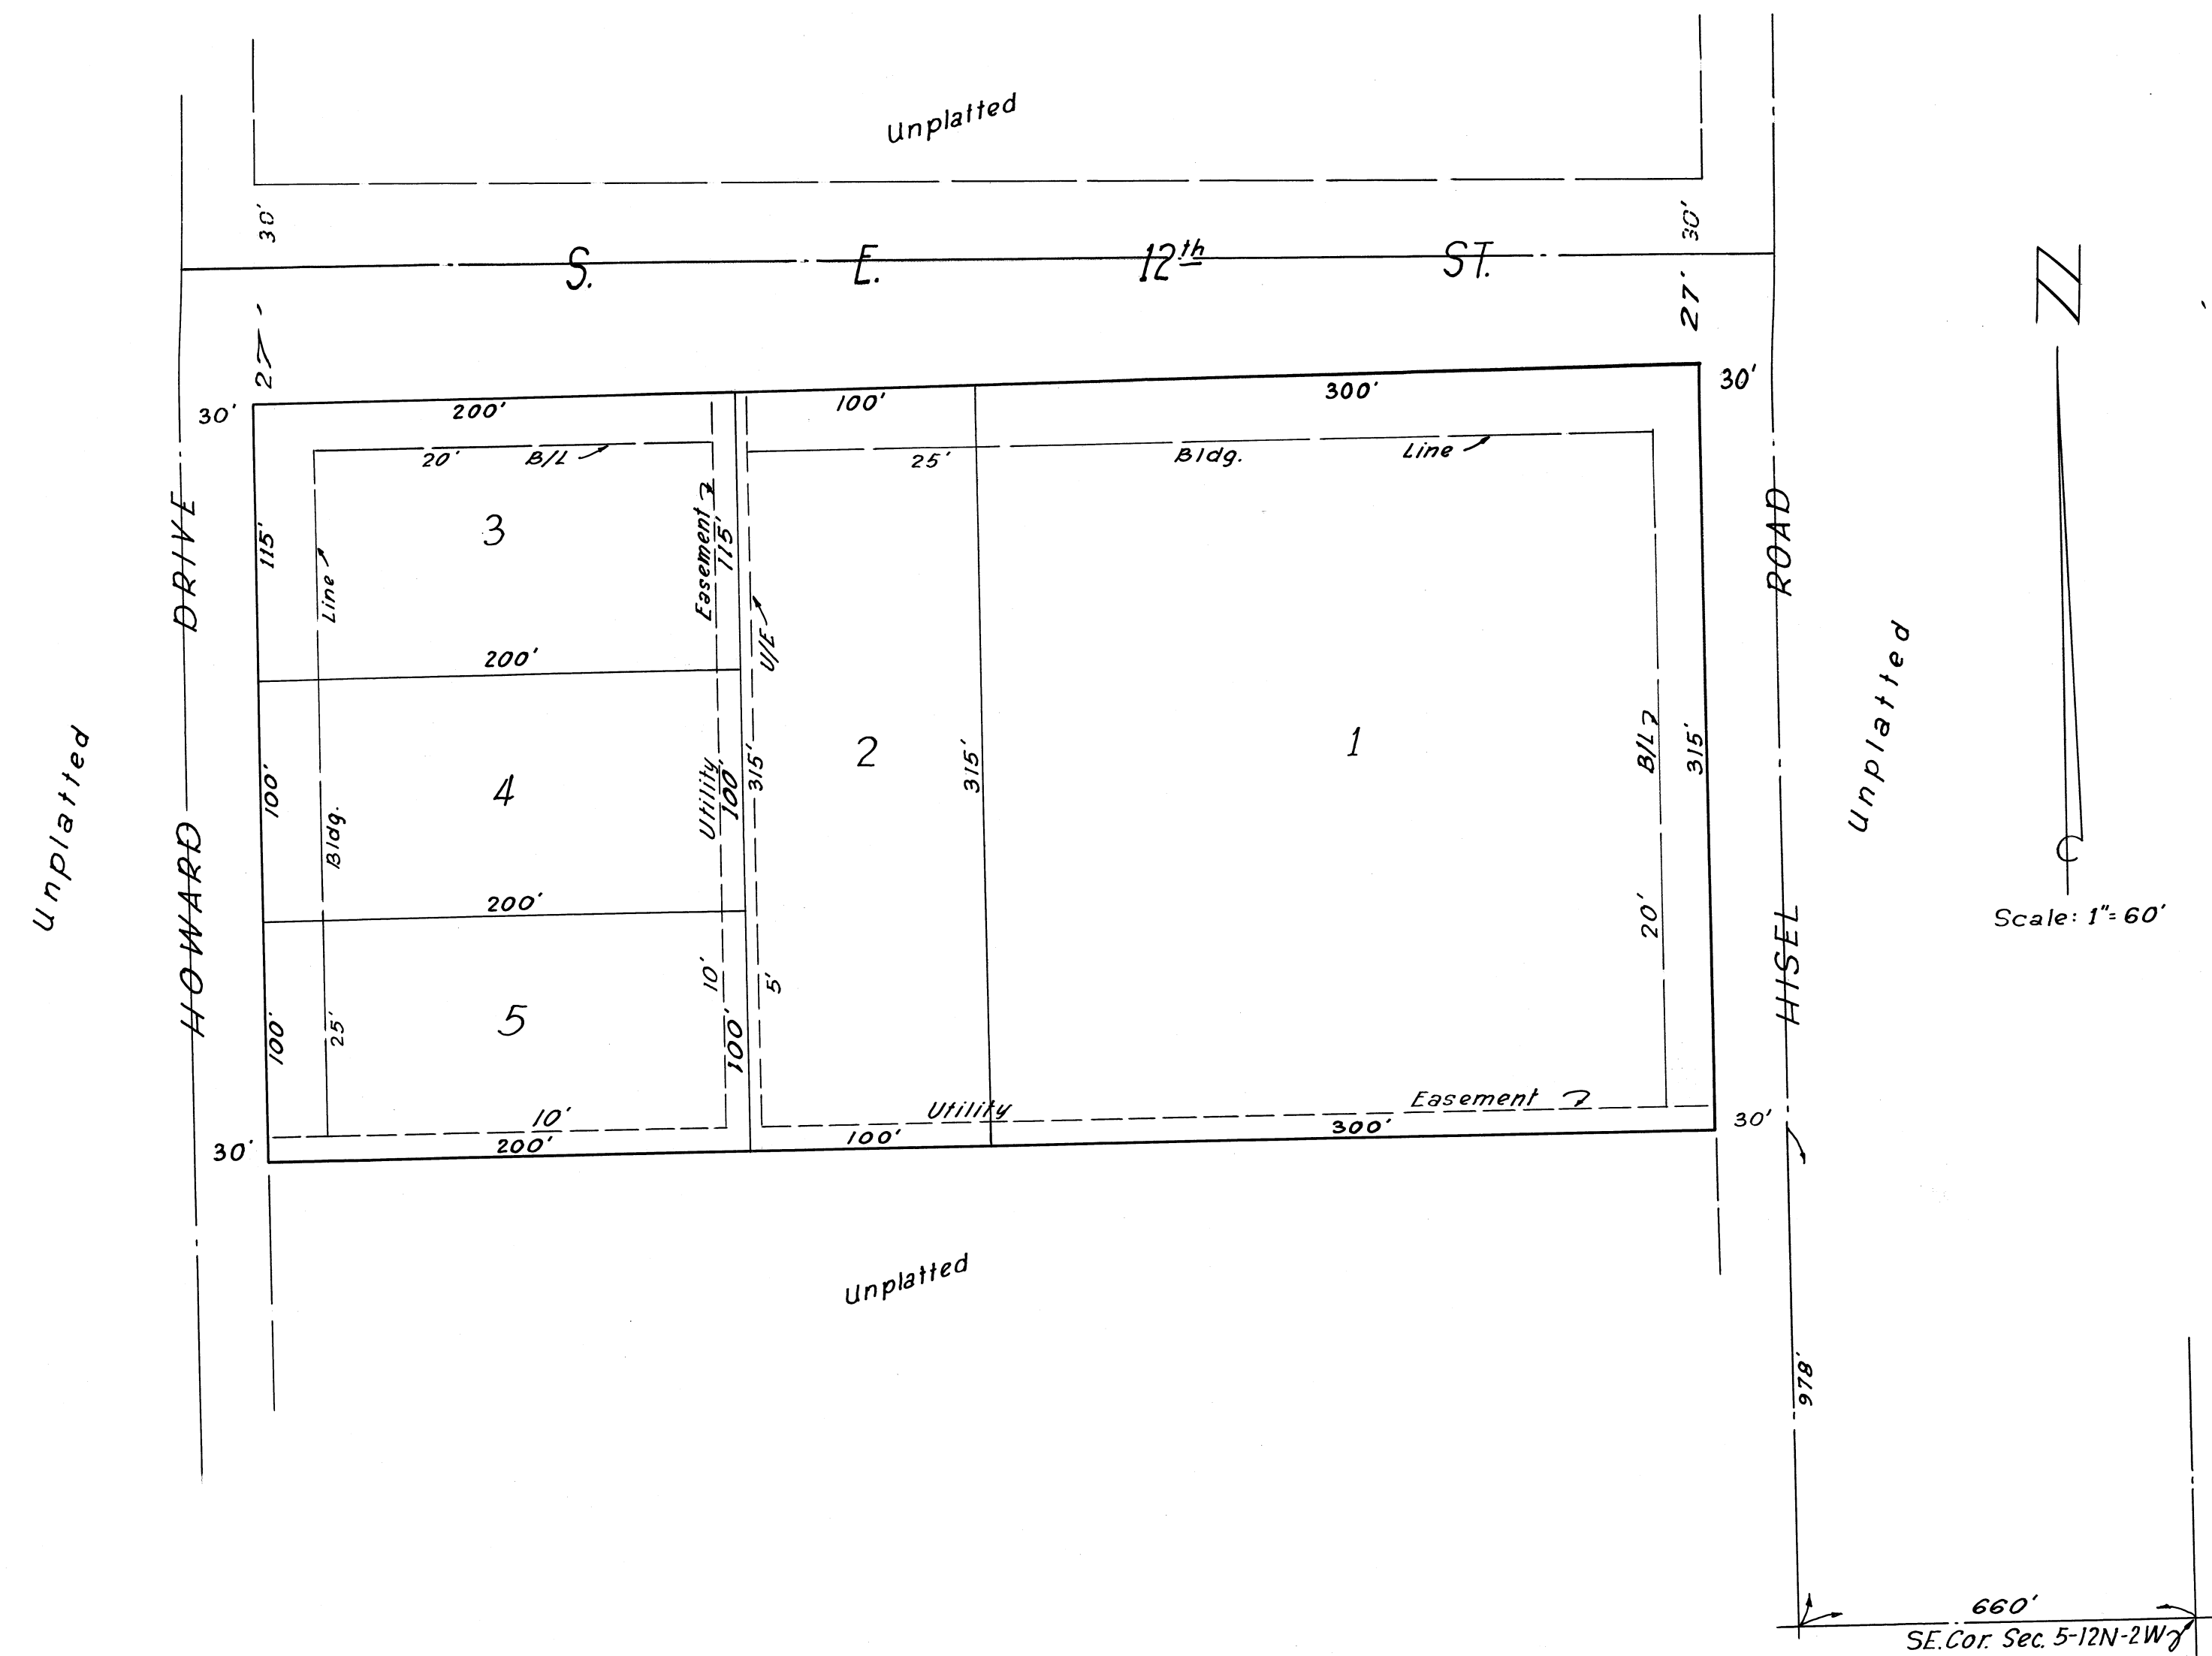 Unplatted
30'
30'
S. E. 12th ST.
27'
27'
N
30'
200'
100'
300'
30'
20' B/L
25' Bldg. Line
115'
Line
3
Easement
115'
U/E
200'
HOWARD DRIVE
HISEL ROAD
Unplatted
Unplatted
100'
Bldg.
4
Utility
100'
315'
2
315'
1
B/L
315'
20'
200'
Scale: 1"=60'
100'
25'
5
10'
100'
5'
10'
Utility Easement
30'
200'
100'
300'
30'
Unplatted
978'
660'
SE.Cor. Sec. 5-12N-2W